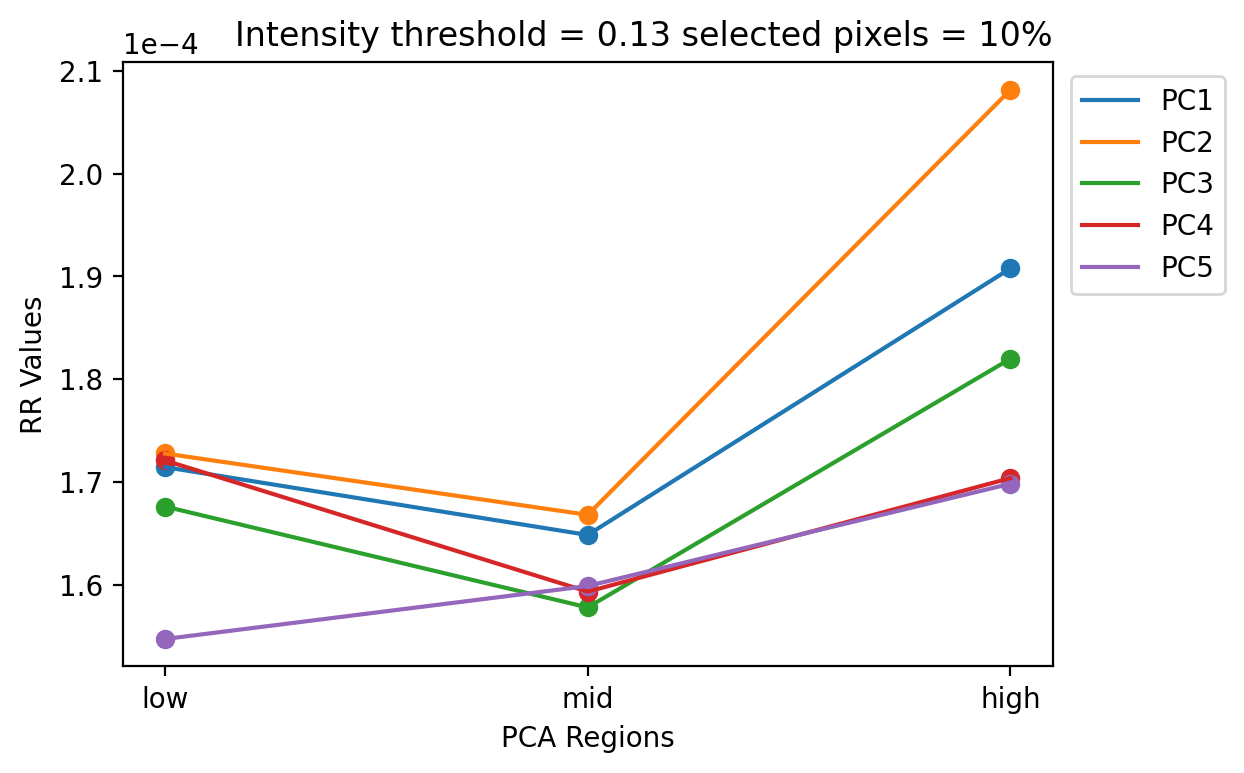 1e−4 Intensity threshold = 0.13 selected pixels = 10%
2.1
2.0
1.9
1.8
1.7
1.6
RR Values
low mid high
PCA Regions
PC1
PC2
PC3
PC4
PC5